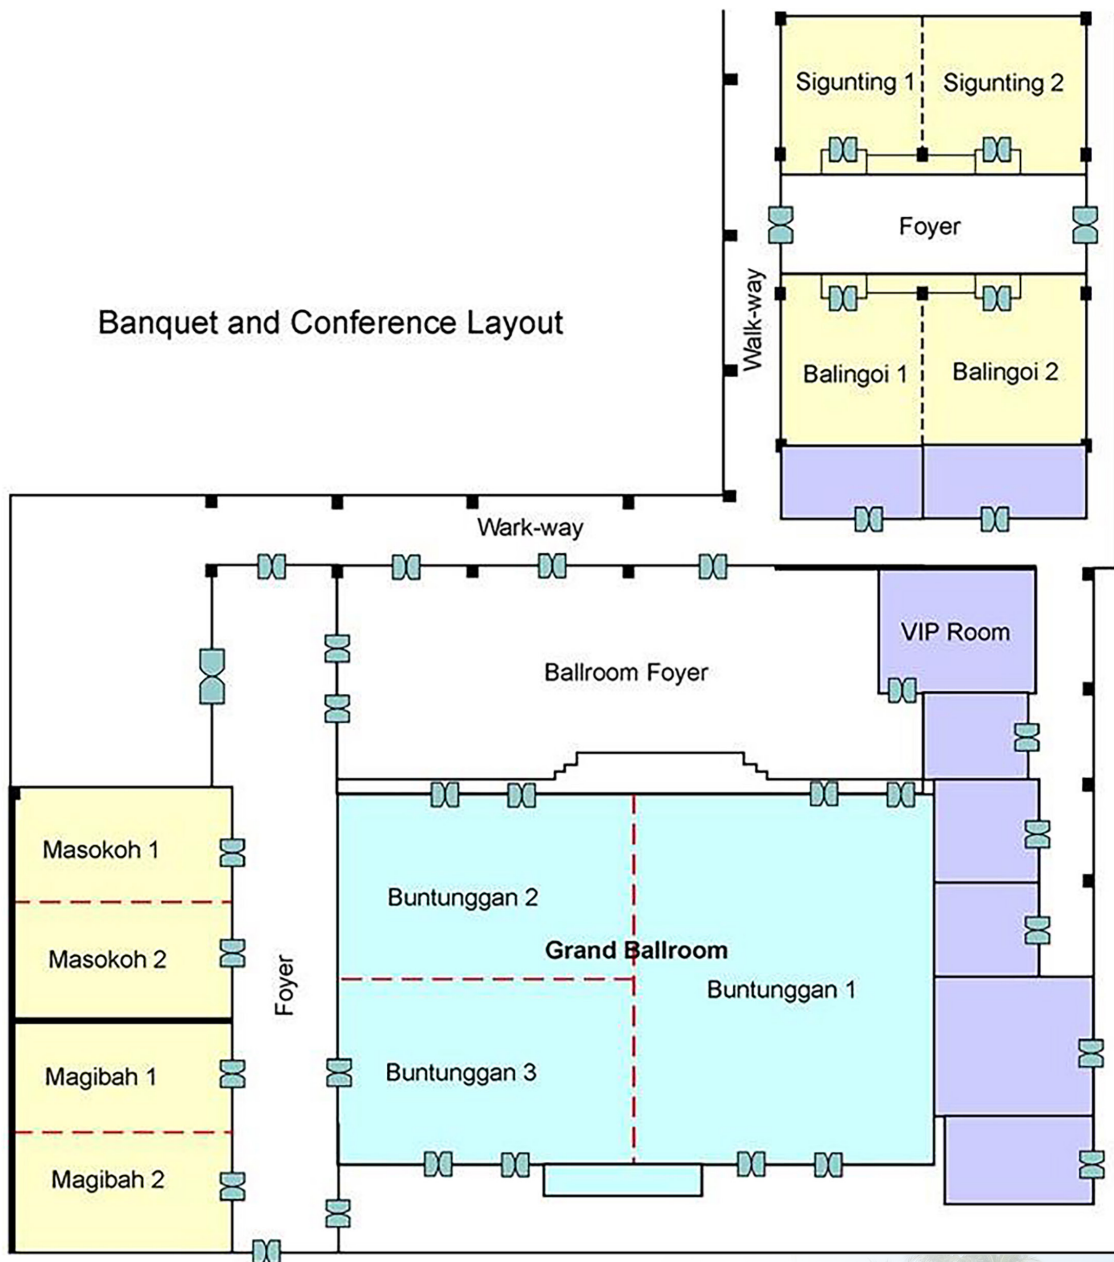 Sigunting 1
Sigunting 2
Foyer
Banquet and Conference Layout
Walk-way
Balingoi 1
Balingoi 2
Wark-way
VIP Room
Ballroom Foyer
Masokoh 1
Masokoh 2
Foyer
Magibah 1
Magibah 2
Buntunggan 2
Grand Ballroom
Buntunggan 1
Buntunggan 3